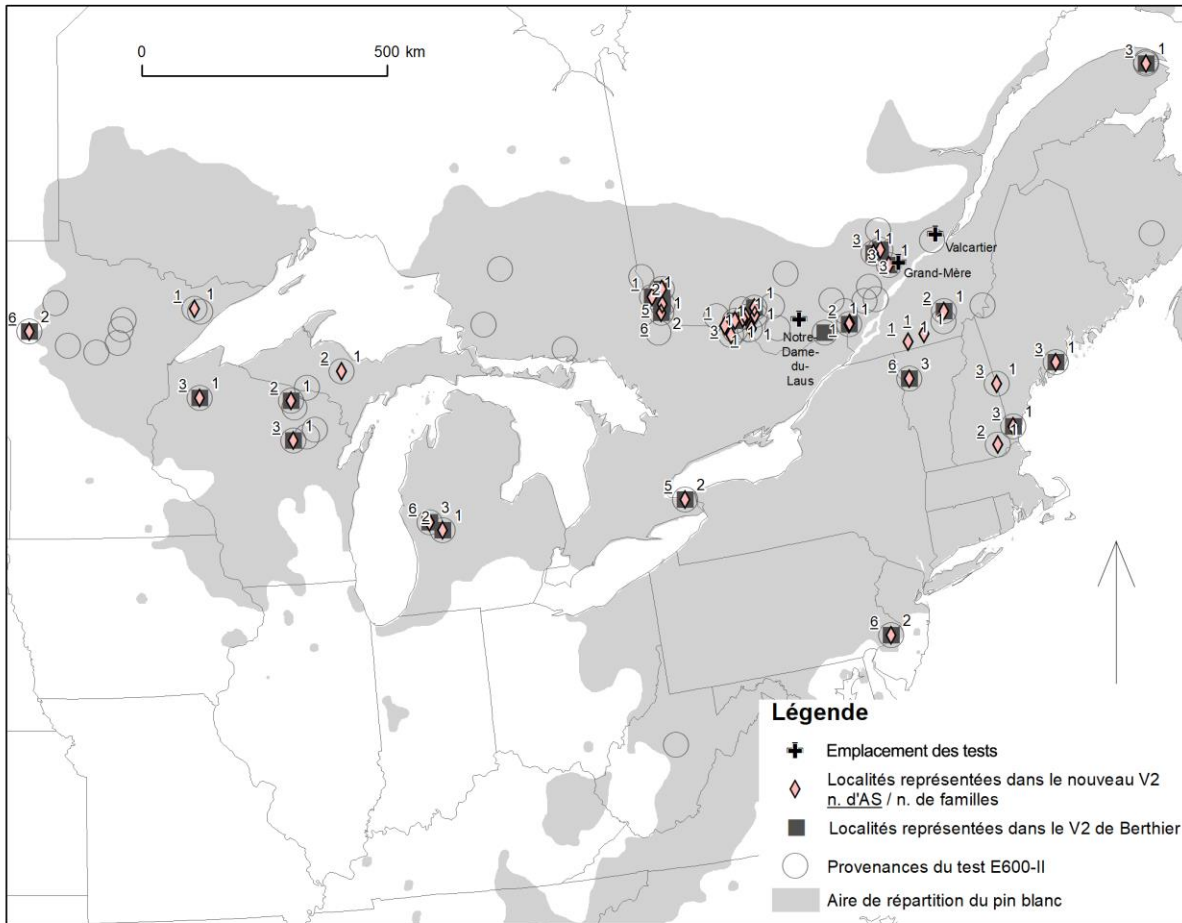 0 500 km
3 1
Valcartier
Grand-Mère
Notre-
Dame-
du-
Laus
6 2
1 1
2 1
3 1
2 1
3 1
6 3
2 1
5 2
6 2
1 1
2
5 1
6 2
3 1 1
3 1
3
2 1
1 1 1
6 3
3 1
3 1
3 1
2 1
Légende
Emplacement des tests
Localités représentées dans le nouveau V2
n. d'AS / n. de familles
Localités représentées dans le V2 de Berthier
Provenances du test E600-II
Aire de répartition du pin blanc